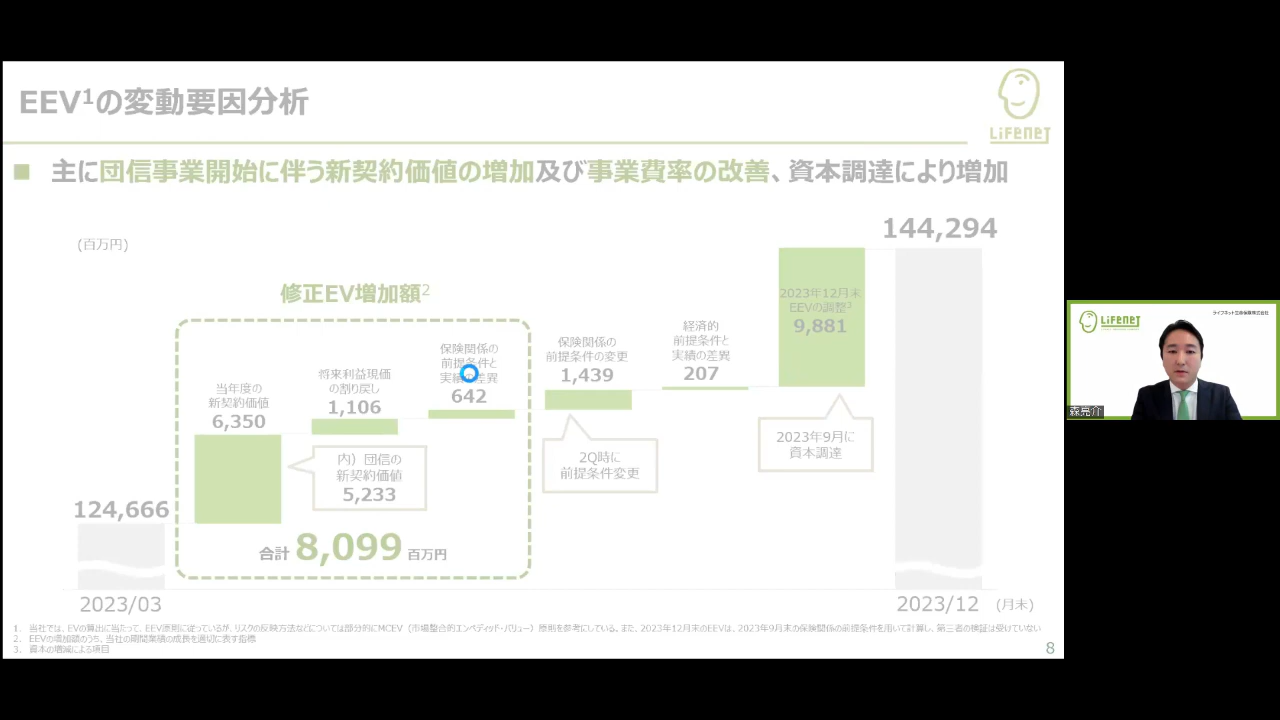 EEV1の変動要因分析
LIFENET
■ 主に団信事業開始に伴う新契約価値の増加及び事業費率の改善、資本調達により増加
(百万円)
144,294
修正EV増加額2
2023年12月末
EEVの調整3
9,881
経済的
前提条件と
実績の差異
207
保険関係の
前提条件の変更
1,439
保険関係の
前提条件と
実績の差異
642
将来利益現価
の割り戻し
1,106
当年度の
新契約価値
6,350
内）団信の
新契約価値
5,233
2Q時に
前提条件変更
2023年9月に
資本調達
124,666
合計 8,099 百万円
2023/03
2023/12 (月末)
1. 当社では、EVの算出に当たって、EEV原則に従っているが、リスクの反映方法などについては部分的にMCEV（市場整合的エンベディッド・バリュー）原則を参考にしている。また、2023年12月末のEEVは、2023年9月末の保険関係の前提条件を用いて計算し、第三者の検証は受けていない
2. EEVの増加額のうち、当社の期間業績の成長を適切に表す指標
3. 資本の増減による項目
8
LIFENET
ライフネット生命保険株式会社
森亮介